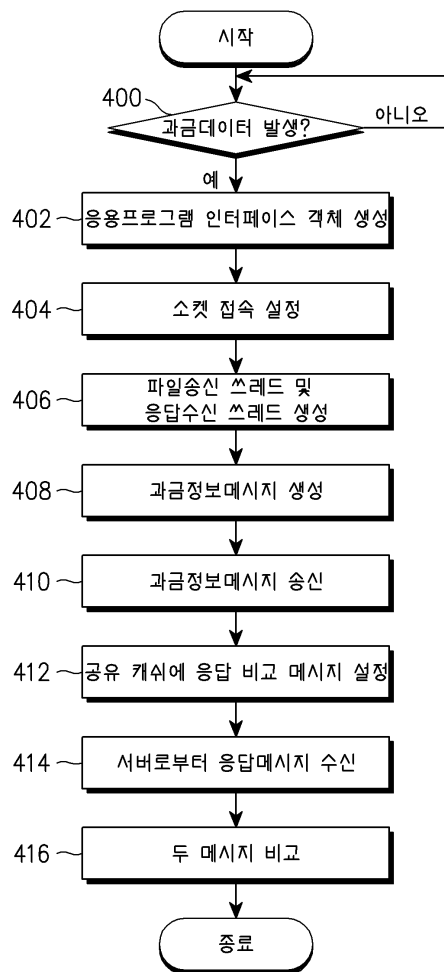 시작
400
과금데이터 발생?
아니오
예
402
응용프로그램 인터페이스 객체 생성
404
소켓 접속 설정
406
파일송신 쓰레드 및
응답수신 쓰레드 생성
408
과금정보메시지 생성
410
과금정보메시지 송신
412
공유 캐쉬에 응답 비교 메시지 설정
414
서버로부터 응답메시지 수신
416
두 메시지 비교
종료